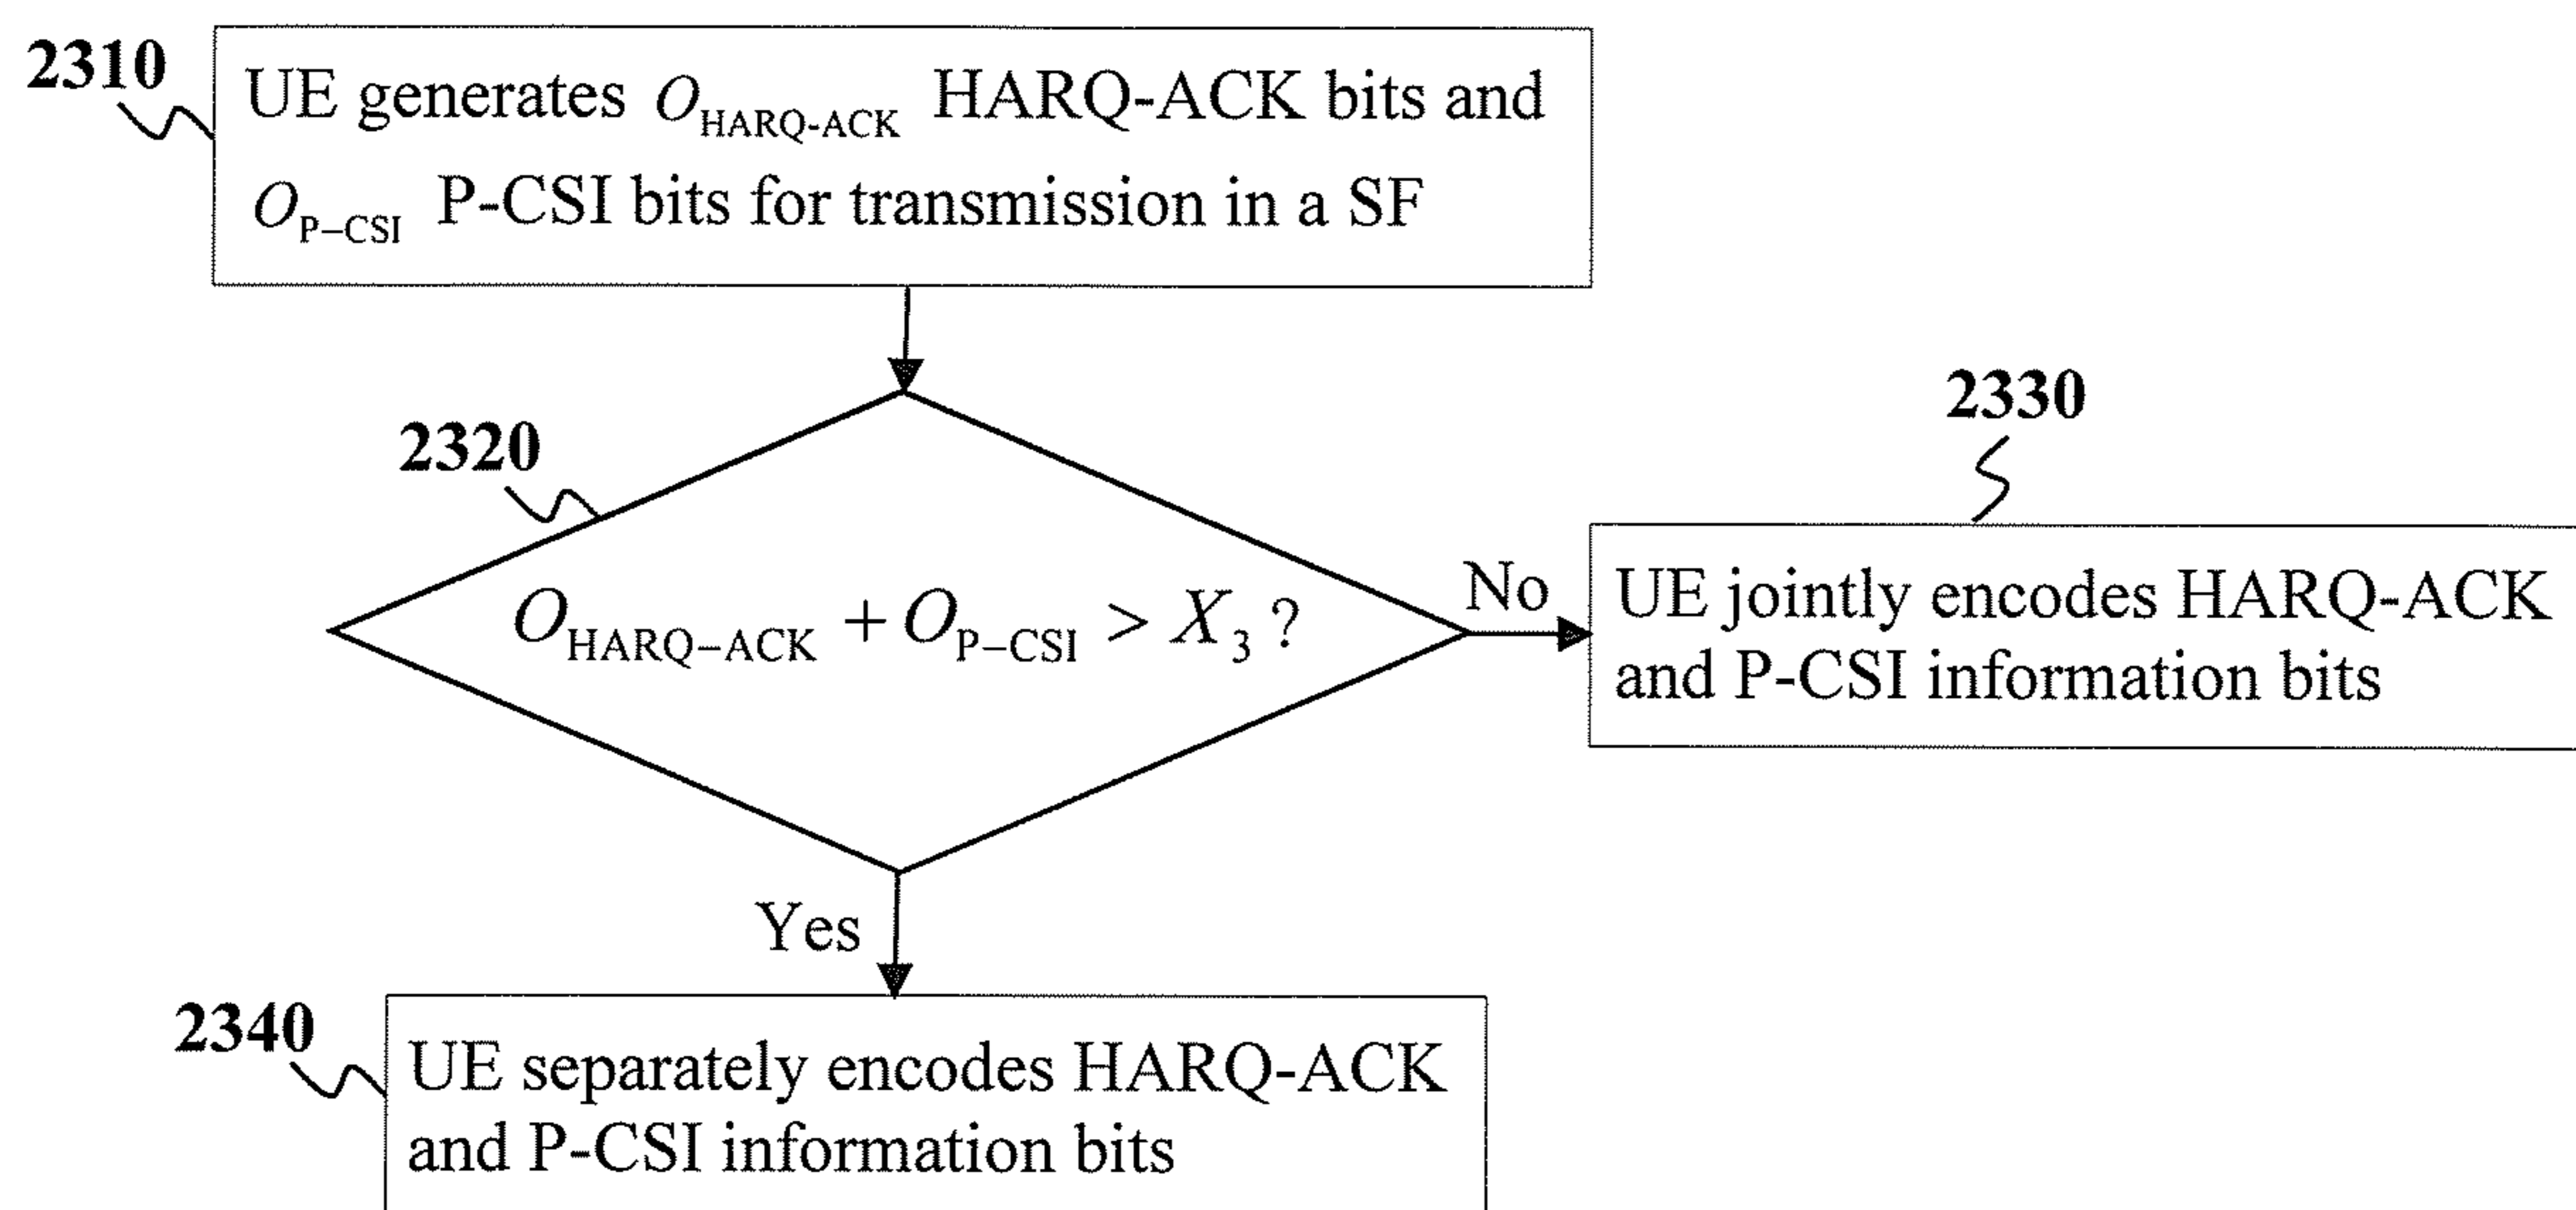 2310
UE generates O_HARQ-ACK HARQ-ACK bits and
O_P–CSI P-CSI bits for transmission in a SF
2320
O_HARQ–ACK + O_P–CSI > X_3 ?
No
2330
UE jointly encodes HARQ-ACK
and P-CSI information bits
Yes
2340
UE separately encodes HARQ-ACK
and P-CSI information bits